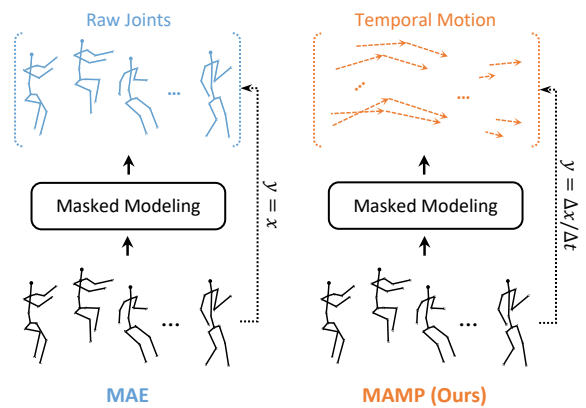 Raw Joints
Temporal Motion
...
...
...
Masked Modeling
Masked Modeling
y = x
y = Δx/Δt
...
...
MAE
MAMP (Ours)